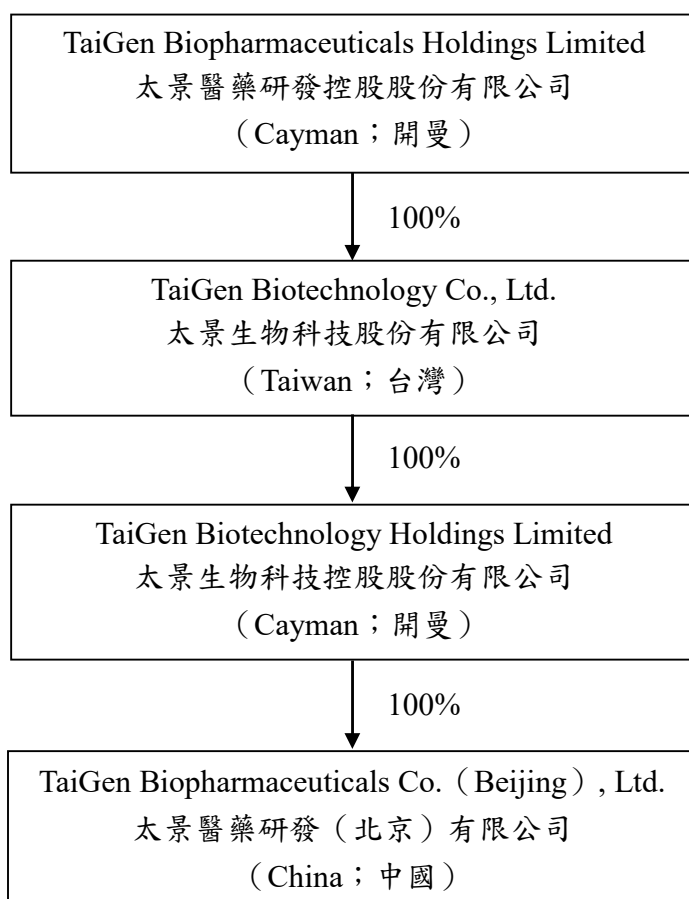 TaiGen Biopharmaceuticals Holdings Limited
太景醫藥研發控股股份有限公司
（Cayman；開曼）
100%
TaiGen Biotechnology Co., Ltd.
太景生物科技股份有限公司
（Taiwan；台灣）
100%
TaiGen Biotechnology Holdings Limited
太景生物科技控股股份有限公司
（Cayman；開曼）
100%
TaiGen Biopharmaceuticals Co.（Beijing）, Ltd.
太景醫藥研發（北京）有限公司
（China；中國）